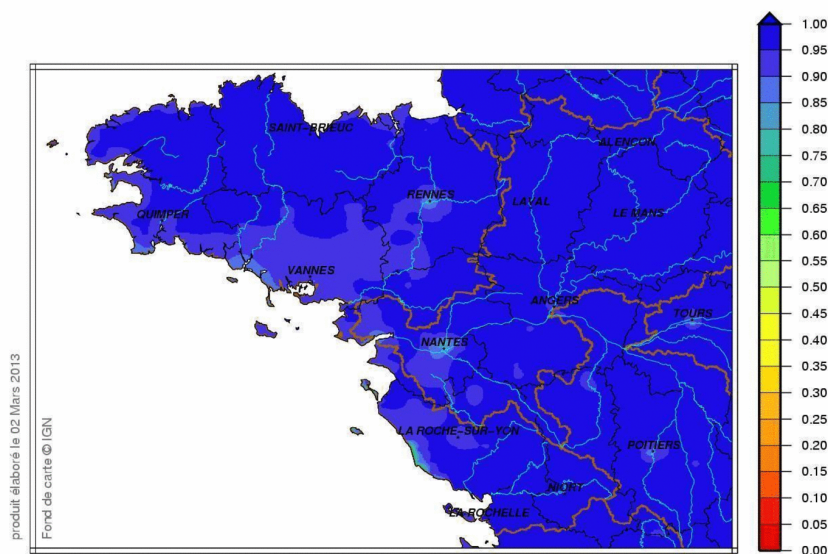 SAINT-BRIEUC
ALENCON
RENNES
LAVAL
LE MANS
QUIMPER
VANNES
ANGERS
TOURS
NANTES
LA ROCHE-SUR-YON
POITIERS
NIORT
LA ROCHELLE
produit élaboré le 02 Mars 2013
Fond de carte © IGN
1.00
0.95
0.90
0.85
0.80
0.75
0.70
0.65
0.60
0.55
0.50
0.45
0.40
0.35
0.30
0.25
0.20
0.15
0.10
0.05
0.00